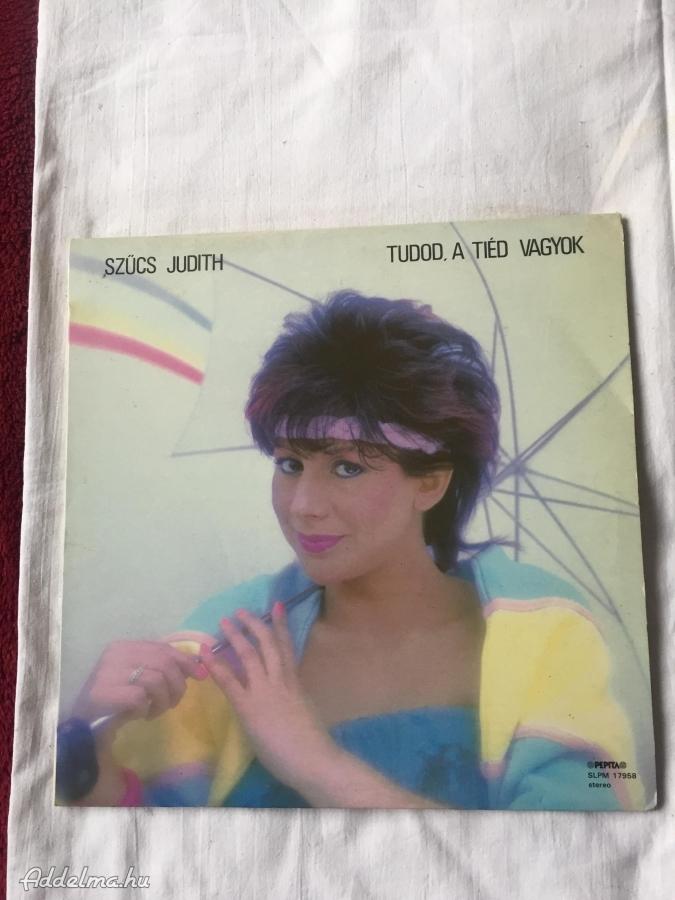 SZŰCS JUDITH
TUDOD, A TIÉD VAGYOK
PEPITA
SLPM 17958
stereo
Addelma.hu